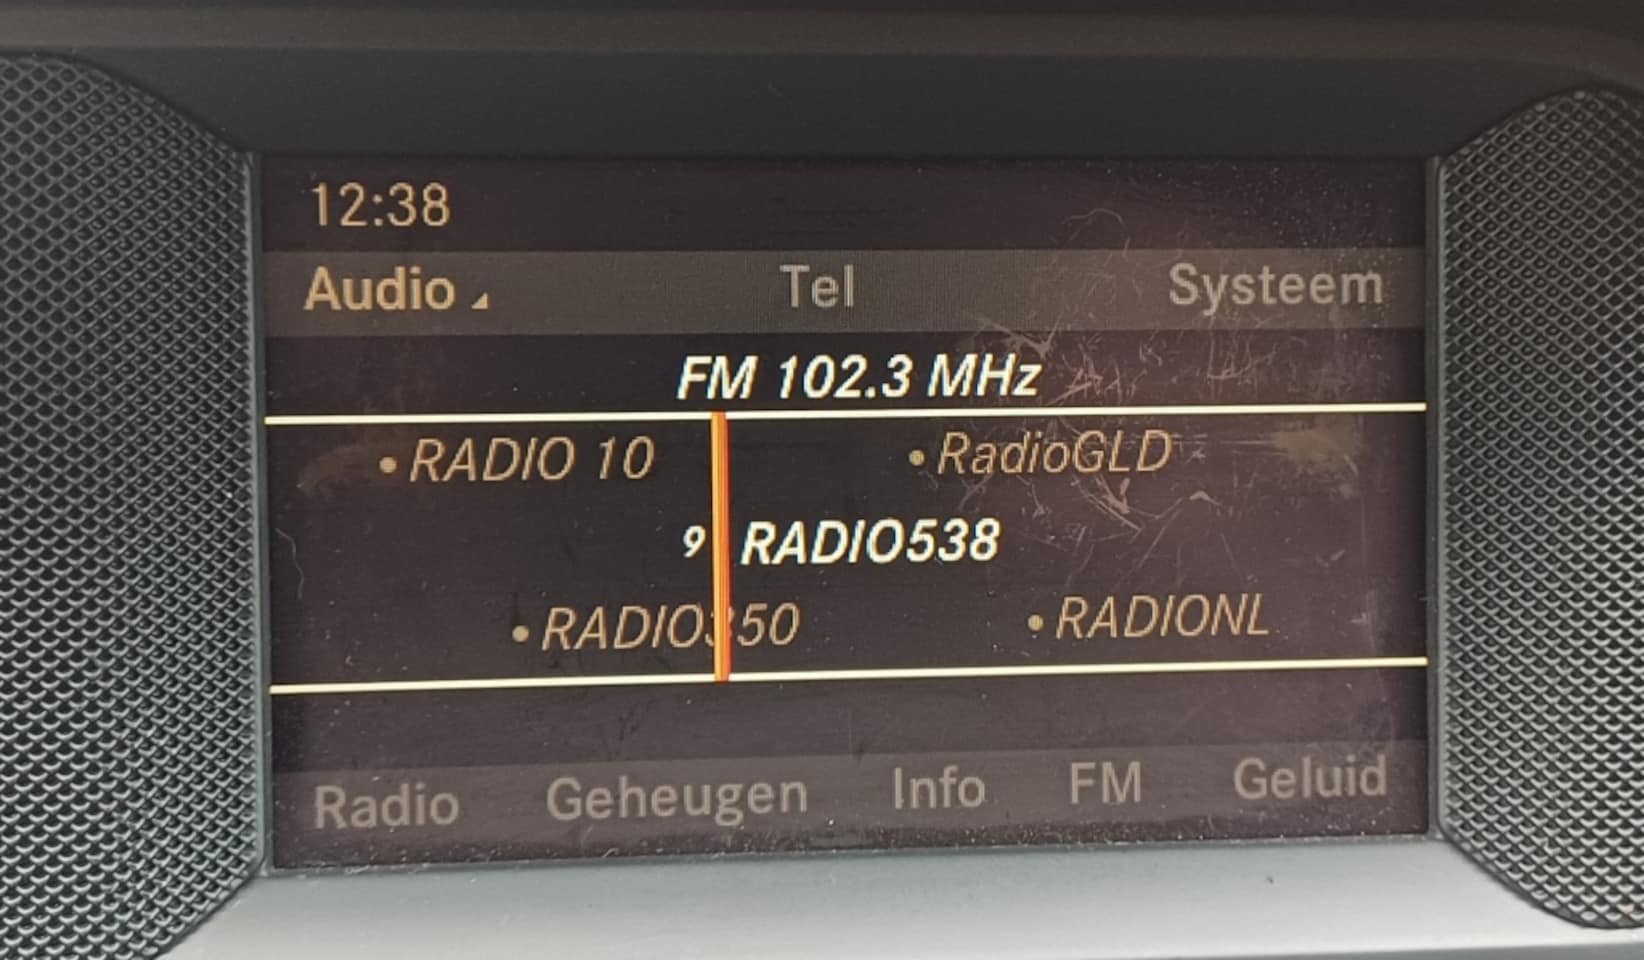 12:38
Audio Tel Systeem
FM 102.3 MHz
• RADIO 10 • RadioGLD
9 RADIO538
• RADIO350 • RADIONL
Radio Geheugen Info FM Geluid